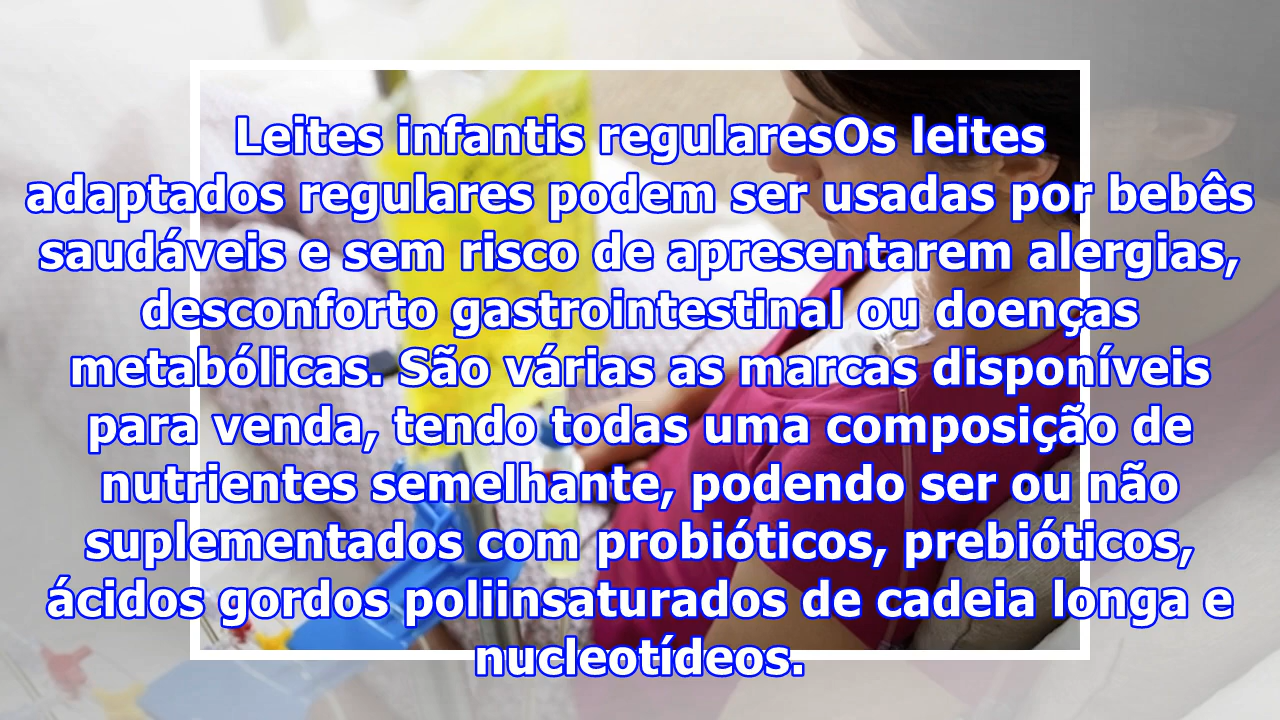 Leites infantis regularesOs leites
adaptados regulares podem ser usadas por bebês
saudáveis e sem risco de apresentarem alergias,
desconforto gastrointestinal ou doenças
metabólicas. São várias as marcas disponíveis
para venda, tendo todas uma composição de
nutrientes semelhante, podendo ser ou não
suplementados com probióticos, prebióticos,
ácidos gordos poliinsaturados de cadeia longa e
nucleotídeos.